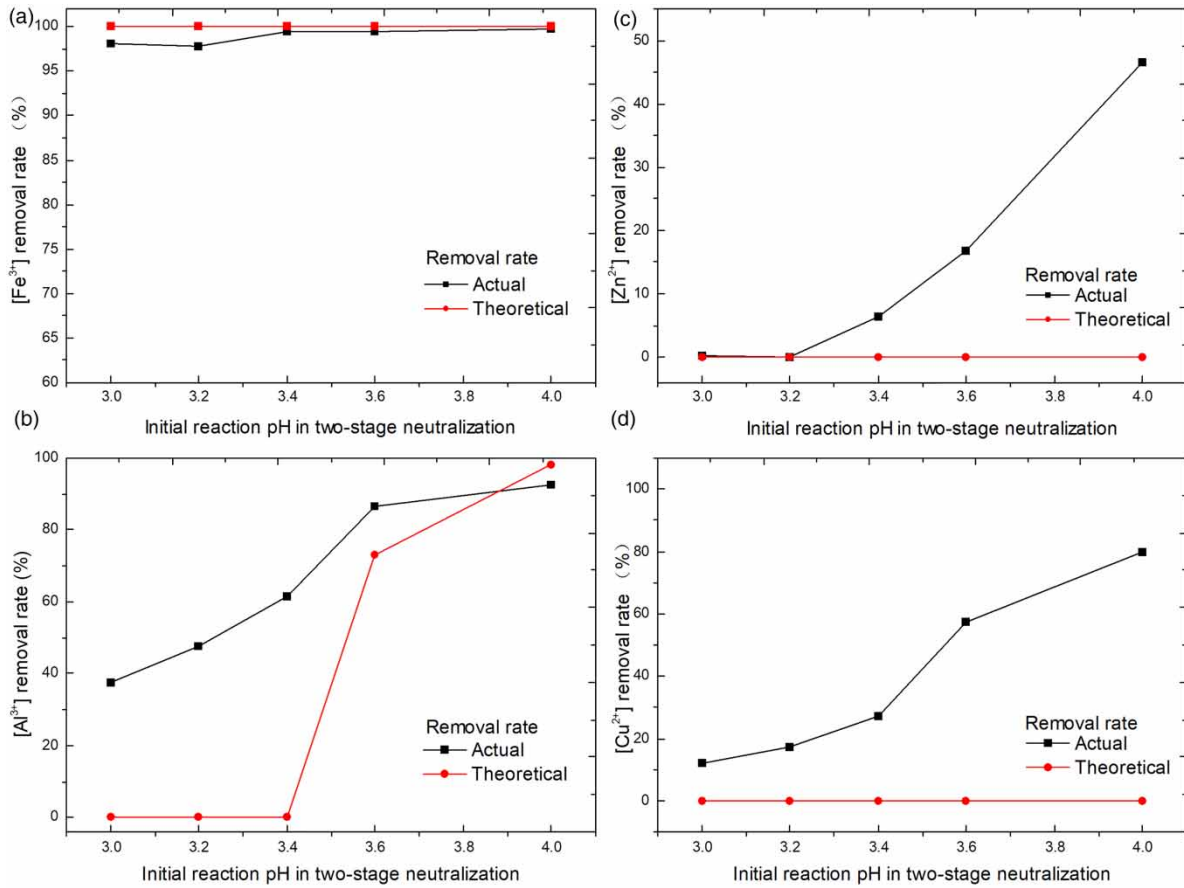 (a)
100
95
90
85
80
75
70
65
60
[Fe³⁺] removal rate (%)
Removal rate
Actual
Theoretical
3.0 3.2 3.4 3.6 3.8 4.0
Initial reaction pH in two-stage neutralization
(c)
50
40
30
20
10
0
[Zn²⁺] removal rate (%)
Removal rate
Actual
Theoretical
3.0 3.2 3.4 3.6 3.8 4.0
Initial reaction pH in two-stage neutralization
(b)
100
80
60
40
20
0
[Al³⁺] removal rate (%)
Removal rate
Actual
Theoretical
3.0 3.2 3.4 3.6 3.8 4.0
Initial reaction pH in two-stage neutralization
(d)
100
80
60
40
20
0
[Cu²⁺] removal rate (%)
Removal rate
Actual
Theoretical
3.0 3.2 3.4 3.6 3.8 4.0
Initial reaction pH in two-stage neutralization